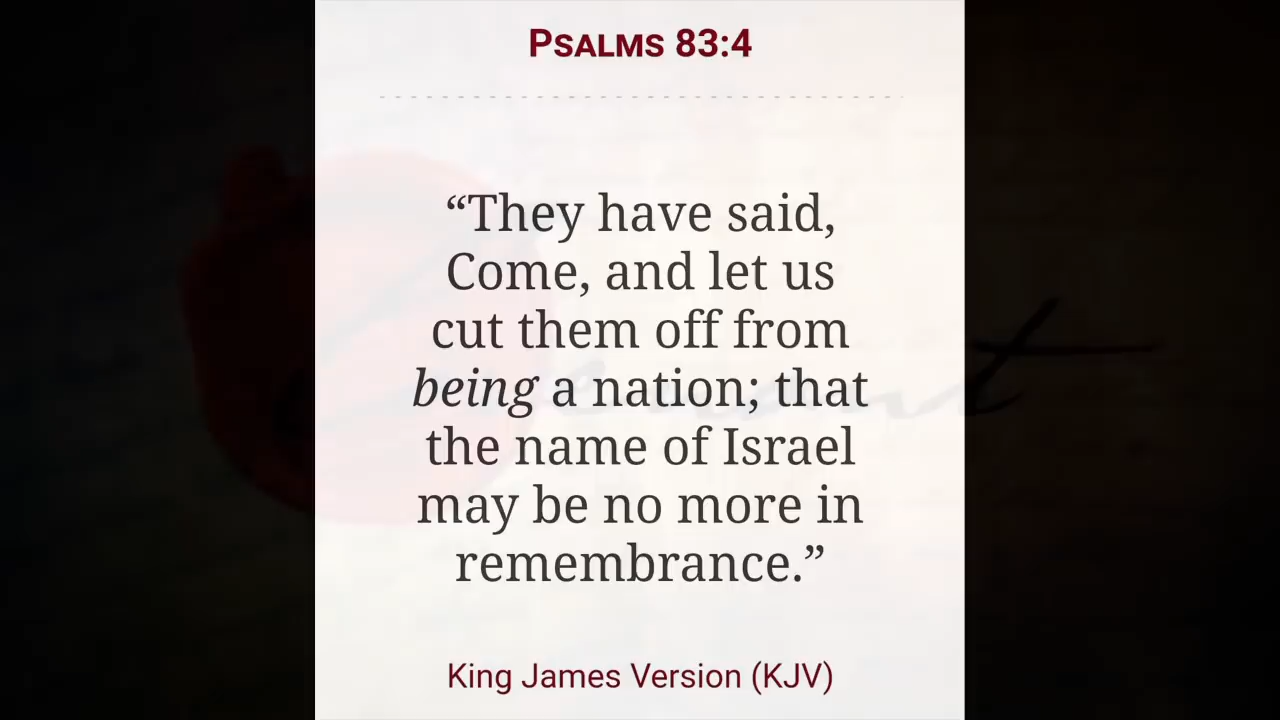 Psalms 83:4
“They have said,
Come, and let us
cut them off from
being a nation; that
the name of Israel
may be no more in
remembrance.”
King James Version (KJV)